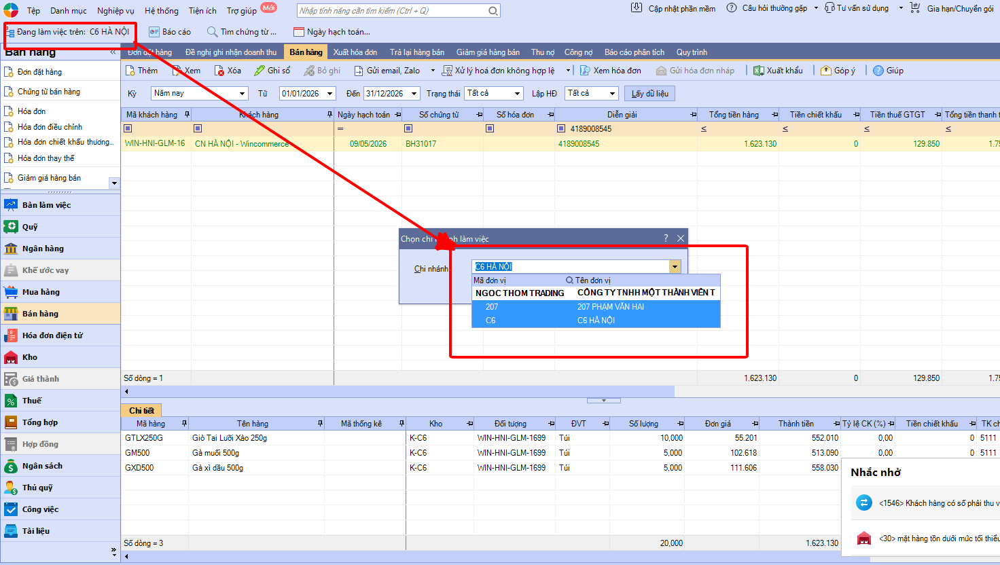 Tệp Danh mục Nghiệp vụ Hệ thống Tiện ích Trợ giúp Mới
Nhập tính năng cần tìm kiếm (Ctrl + Q)
Cập nhật phần mềm Câu hỏi thường gặp Tư vấn sử dụng Gia hạn/Chuyển gói
Đang làm việc trên: C6 HÀ NỘI Báo cáo Tìm chứng từ ... Ngày hạch toán...
Bán hàng «
Đơn đặt hàng Đề nghị ghi nhận doanh thu Bán hàng Xuất hóa đơn Trả lại hàng bán Giảm giá hàng bán Thu nợ Công nợ Báo cáo phân tích Quy trình
Thêm Xem Xóa Ghi sổ Bỏ ghi Gửi email, Zalo Xử lý hoá đơn không hợp lệ Xem hóa đơn Gửi hóa đơn nháp Xuất khẩu Góp ý Giúp
Kỳ Năm nay Từ 01/01/2026 Đến 31/12/2026 Trạng thái Tất cả Lập HĐ Tất cả Lấy dữ liệu
Đơn đặt hàng
Chứng từ bán hàng
Hóa đơn
Hóa đơn điều chỉnh
Hóa đơn chiết khấu thương...
Hóa đơn thay thế
Giảm giá hàng bán
Bàn làm việc
Quỹ
Ngân hàng
Khế ước vay
Mua hàng
Bán hàng
Hóa đơn điện tử
Kho
Giá thành
Thuế
Tổng hợp
Hợp đồng
Ngân sách
Thủ quỹ
Công việc
Tài liệu
»
Mã khách hàng Khách hàng Ngày hạch toán Số chứng từ Số hóa đơn Diễn giải Tổng tiền hàng Tiền chiết khấu Tiền thuế GTGT Tổng tiền thanh t
= 4189008545 ≤ ≤ ≤ ≤
WIN-HNI-GLM-16 CN HÀ NỘI - Wincommerce 09/05/2026 BH31017 4189008545 1.623.130 0 129.850 1.75
Chọn chi nhánh làm việc ?
Chi nhánh C6 HÀ NỘI
Mã đơn vị Tên đơn vị
NGOC THOM TRADING CÔNG TY TNHH MỘT THÀNH VIÊN T
207 207 PHẠM VĂN HAI
C6 C6 HÀ NỘI
Số dòng = 1 1.623.130 0 129.850 1.75
Chi tiết
Mã hàng Tên hàng Mã thống kê Kho Đối tượng ĐVT Số lượng Đơn giá Thành tiền Tỷ lệ CK (%) Tiền chiết khấu TK ch
GTLX250G Giò Tai Lưỡi Xào 250g K-C6 WIN-HNI-GLM-1699 Túi 10,000 55.201 552.010 0,00 0 5111
GM500 Gà muối 500g K-C6 WIN-HNI-GLM-1699 Túi 5,000 102.618 513.090 0,00 0 5111
GXD500 Gà xì dầu 500g K-C6 WIN-HNI-GLM-1699 Túi 5,000 111.606 558.030
Số dòng = 3 20,000 1.623.130
Nhắc nhở
<1546> Khách hàng có số phải thu v
<30> mặt hàng tồn dưới mức tối thiểu